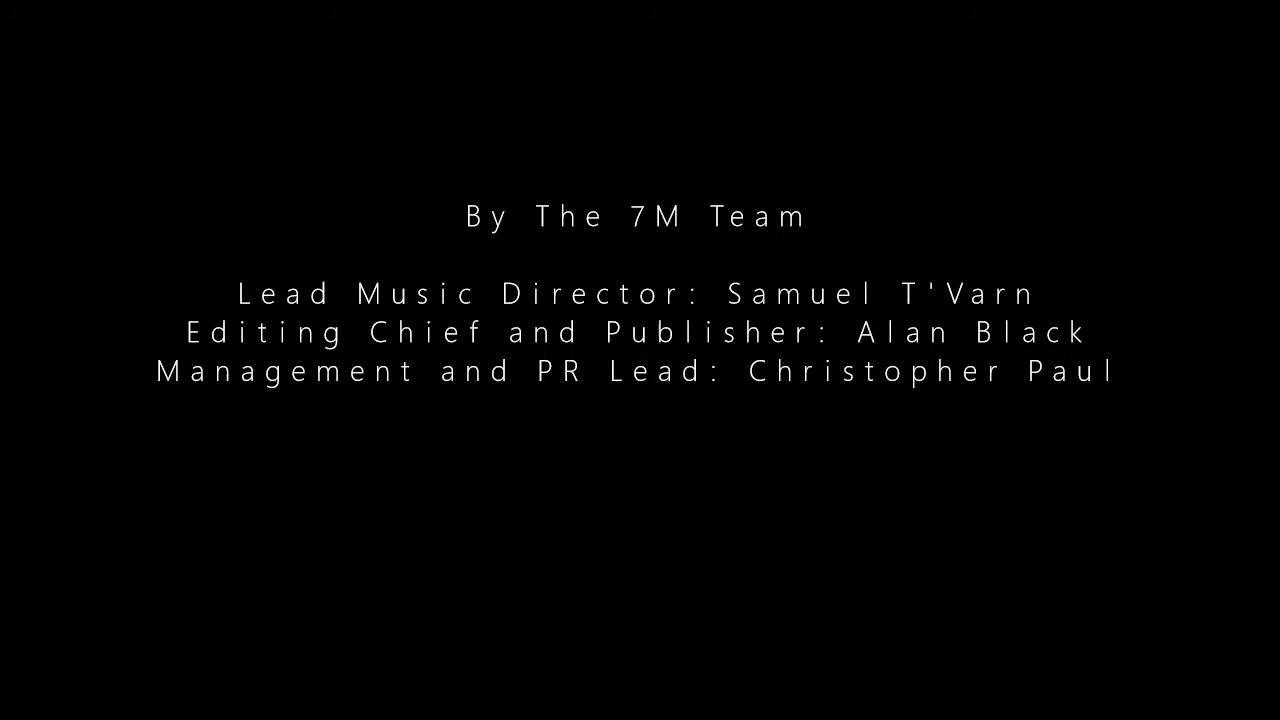 By The 7M Team
Lead Music Director: Samuel T'Varn
Editing Chief and Publisher: Alan Black
Management and PR Lead: Christopher Paul